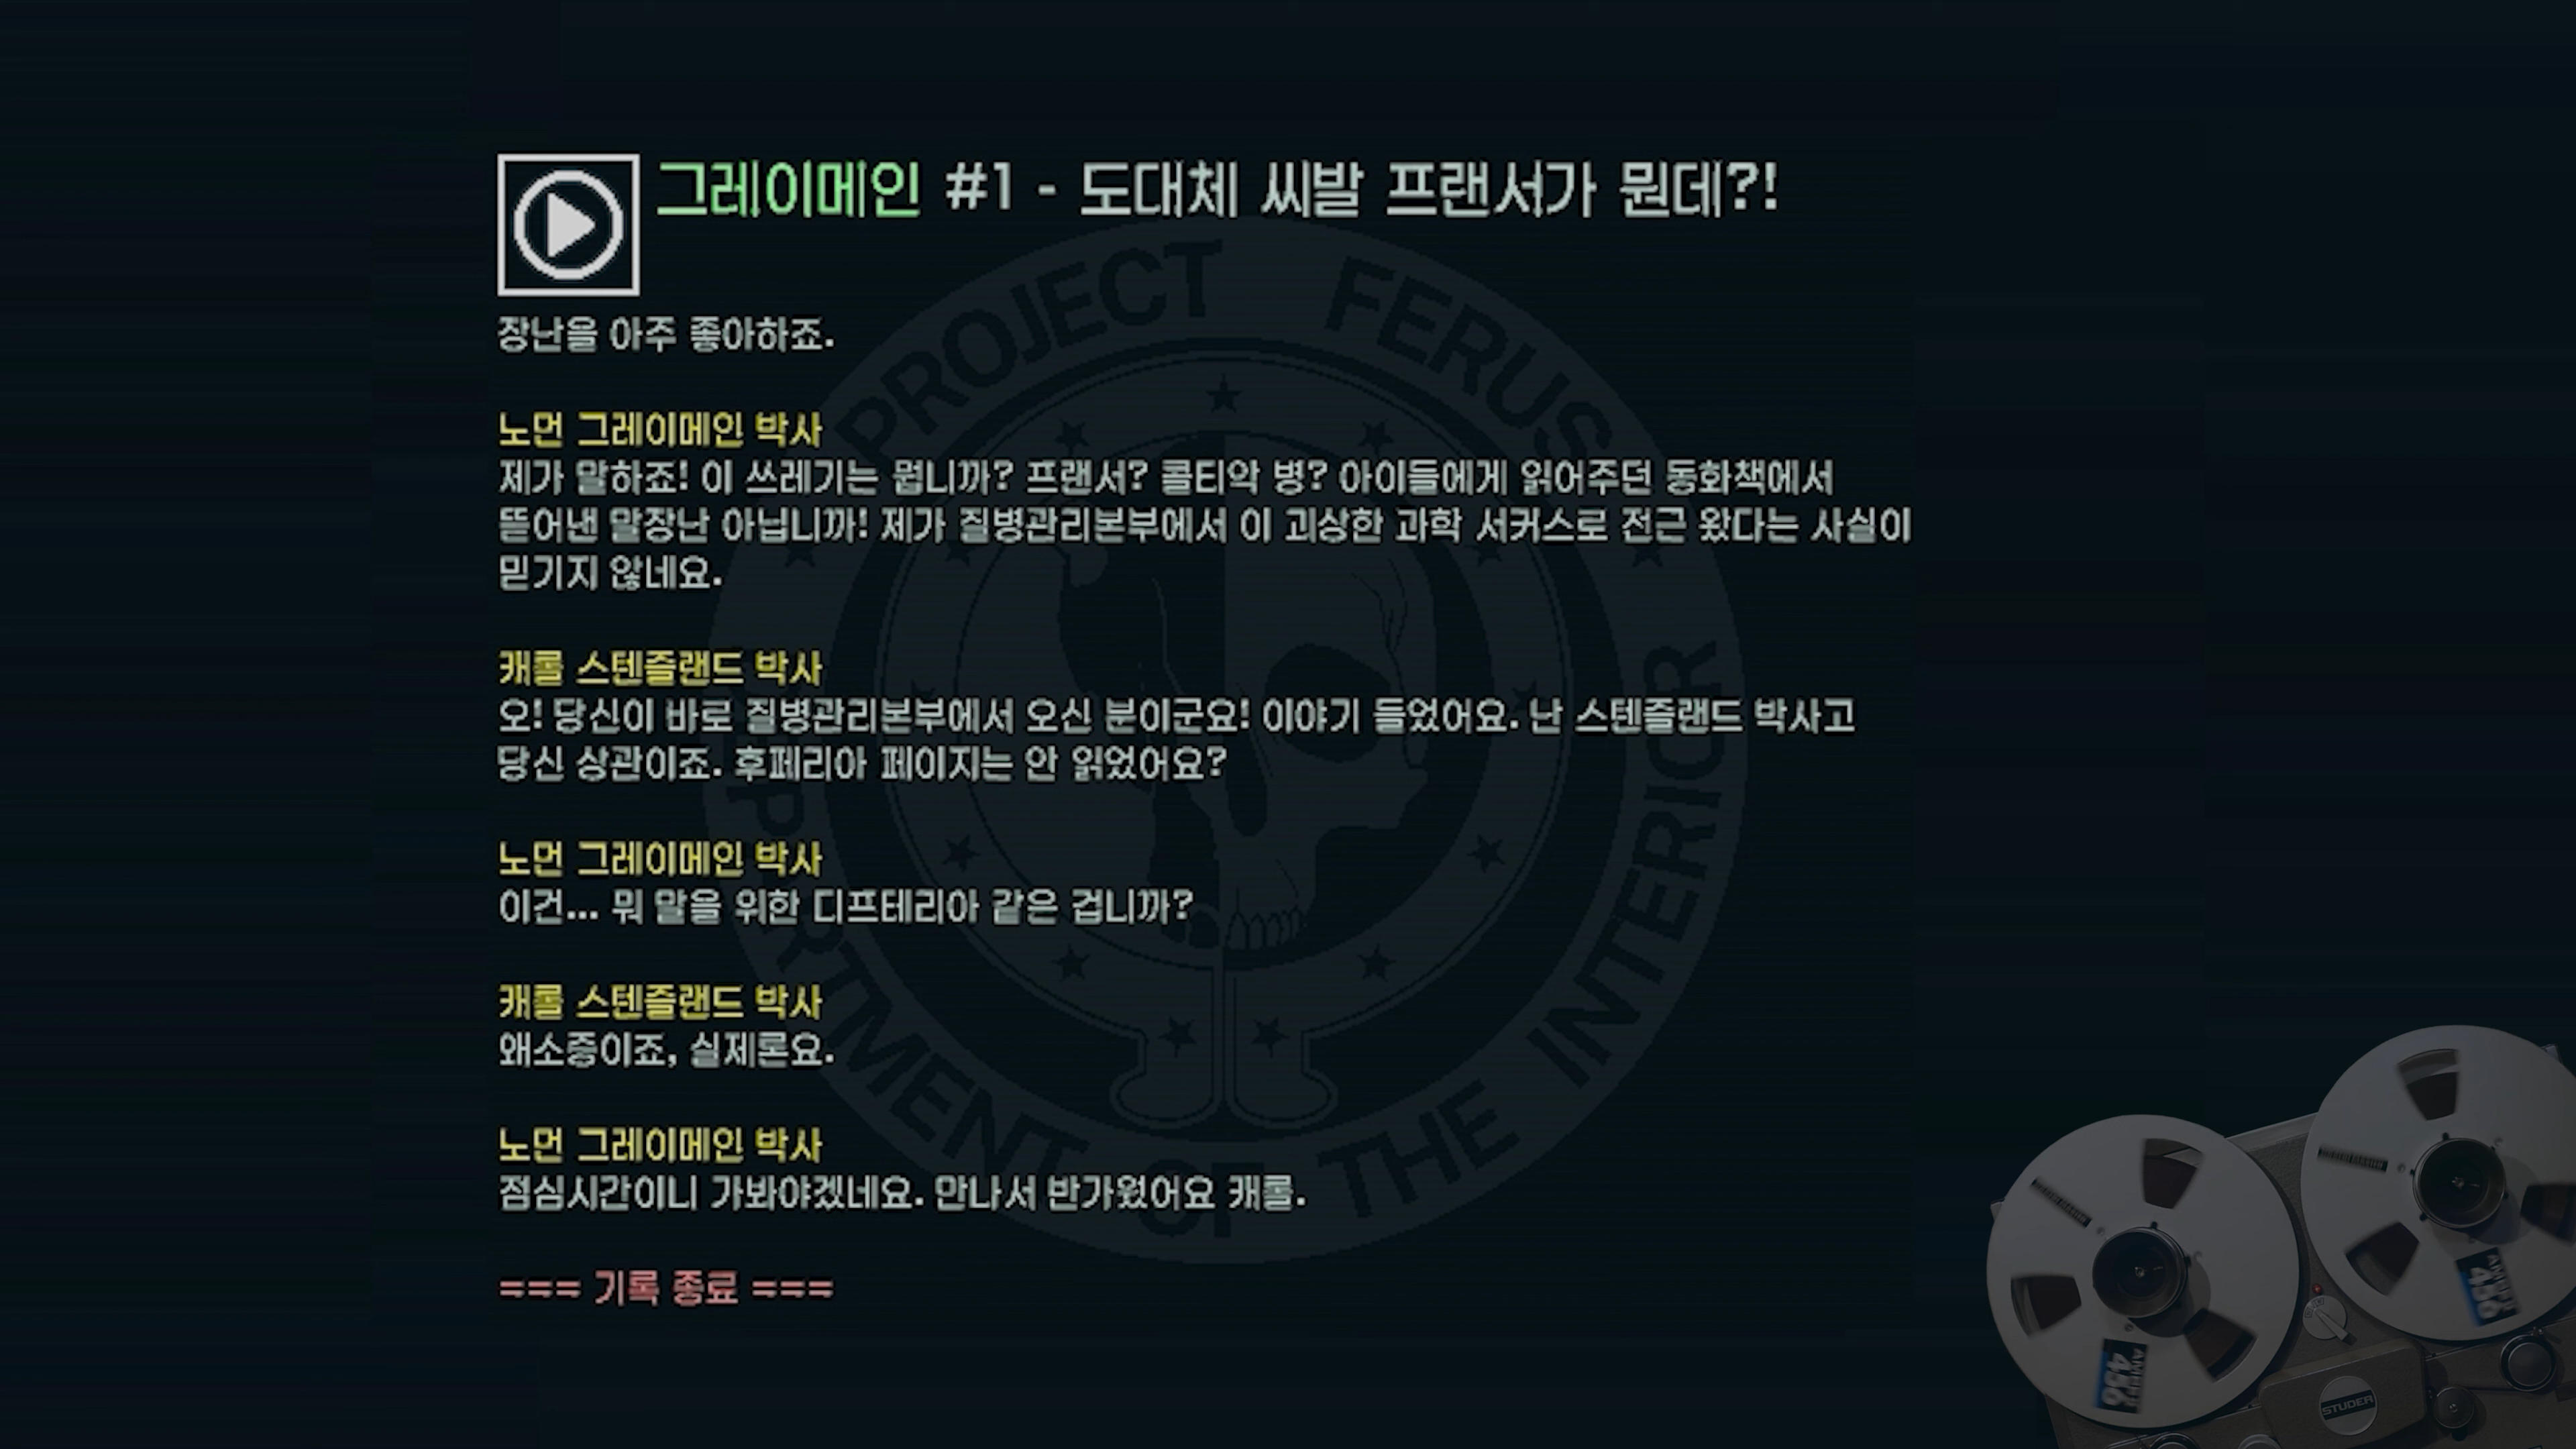 그레이메인 #1 - 도대체 씨발 프랜서가 뭔데?!
장난을 아주 좋아하죠.
노먼 그레이메인 박사
제가 말하죠! 이 쓰레기는 뭡니까? 프랜서? 콜티악 병? 아이들에게 읽어주던 동화책에서
뜯어낸 말장난 아닙니까! 제가 질병관리본부에서 이 괴상한 과학 서커스로 전근 왔다는 사실이
믿기지 않네요.
캐롤 스텐즐랜드 박사
오! 당신이 바로 질병관리본부에서 오신 분이군요! 이야기 들었어요. 난 스텐즐랜드 박사고
당신 상관이죠. 후페리아 페이지는 안 읽었어요?
노먼 그레이메인 박사
이건... 뭐 말을 위한 디프테리아 같은 겁니까?
캐롤 스텐즐랜드 박사
왜소증이죠, 실제론요.
노먼 그레이메인 박사
점심시간이니 가봐야겠네요. 만나서 반가웠어요 캐롤.
=== 기록 종료 ===
PROJECT FERUS
DEPARTMENT OF THE INTERIOR
AMPEX
456
AMPEX
456
STUDER